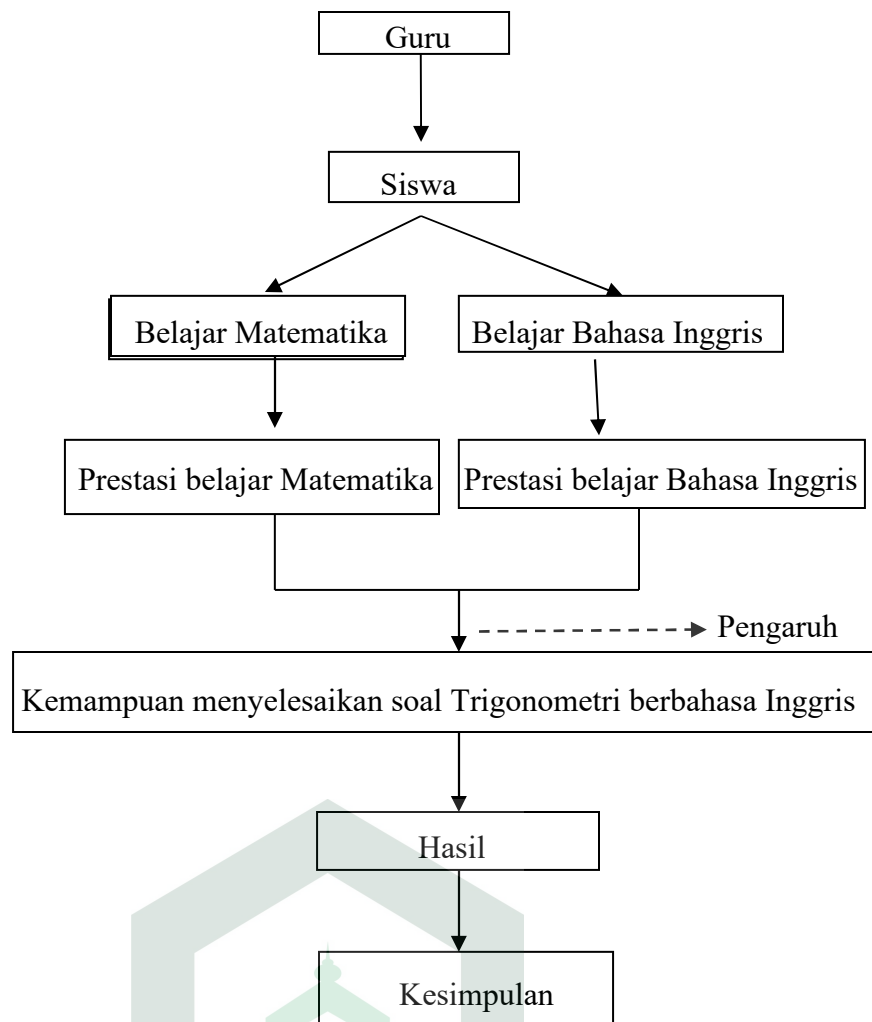 Guru
Siswa
Belajar Matematika
Belajar Bahasa Inggris
Prestasi belajar Matematika
Prestasi belajar Bahasa Inggris
Pengaruh
Kemampuan menyelesaikan soal Trigonometri berbahasa Inggris
Hasil
Kesimpulan